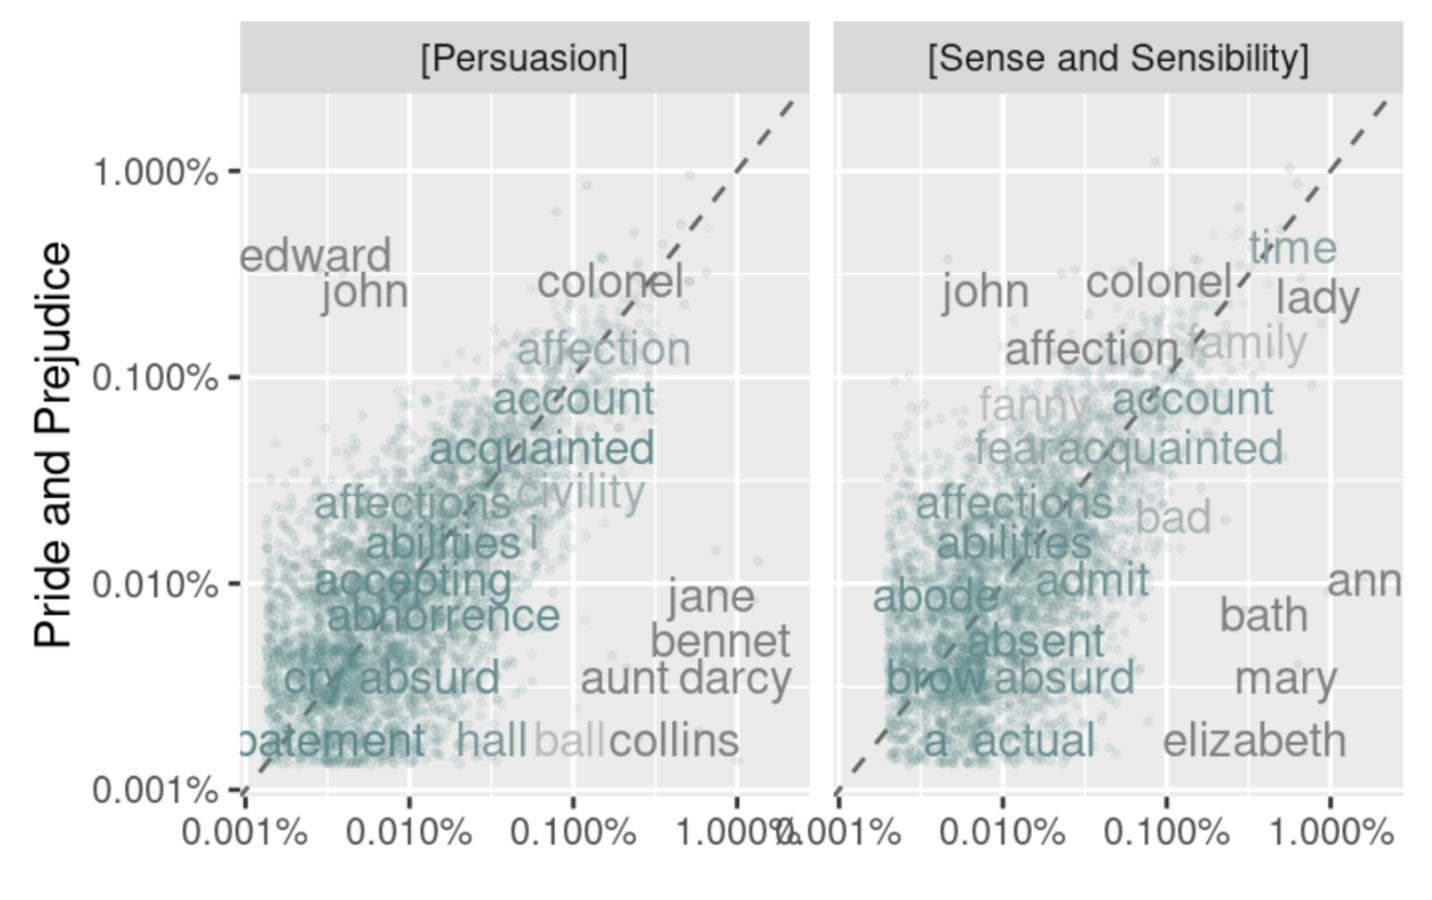 [Persuasion] [Sense and Sensibility]
Pride and Prejudice
1.000%
time
edward
john colonel john colonel lady
affection affection family
0.100%
account fanny account
acquainted fear acquainted
affections civility affections bad
abilities i abilities
0.010% accepting jane abode admit ann
abhorrence bennet absent bath
cry absurd aunt darcy brow absurd mary
batement hall ball collins a actual elizabeth
0.001%
0.001% 0.010% 0.100% 1.000% 0.001% 0.010% 0.100% 1.000%